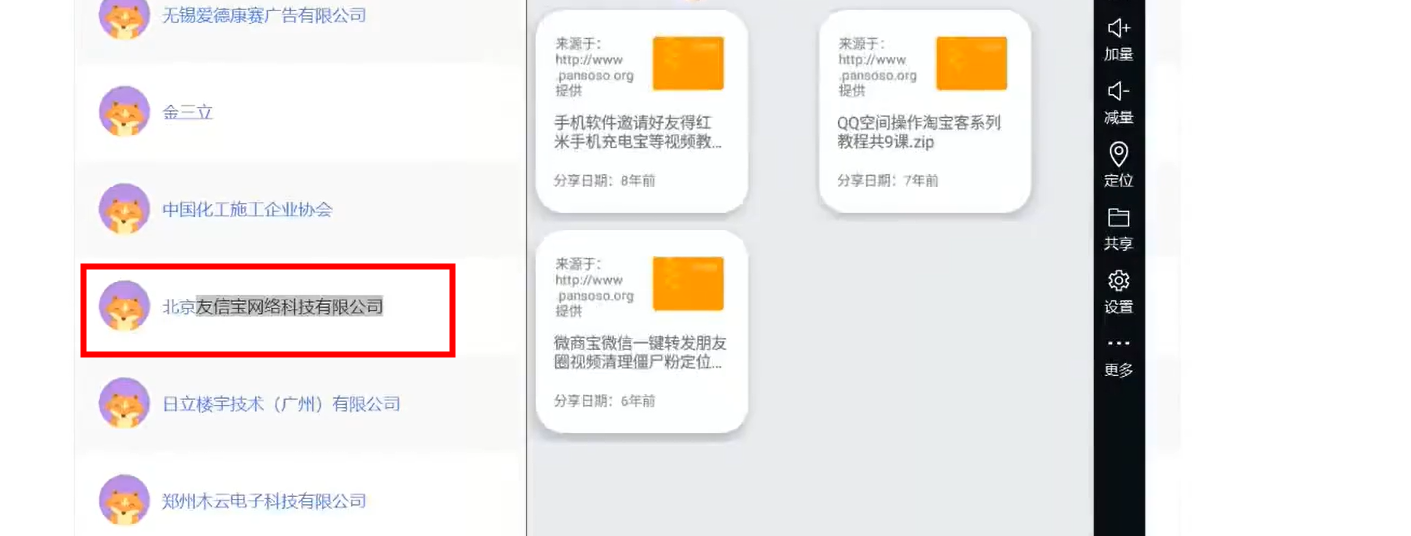 无锡爱德康赛广告有限公司
金三立
中国化工施工企业协会
北京友信宝网络科技有限公司
日立楼宇技术（广州）有限公司
郑州木云电子科技有限公司
来源于：
http://www
.pansoso.org
提供
手机软件邀请好友得红
米手机充电宝等视频教...
分享日期：8年前
来源于：
http://www
.pansoso.org
提供
QQ空间操作淘宝客系列
教程共9课.zip
分享日期：7年前
来源于：
http://www
.pansoso.org
提供
微商宝微信一键转发朋友
圈视频清理僵尸粉定位...
分享日期：6年前
加量
减量
定位
共享
设置
更多